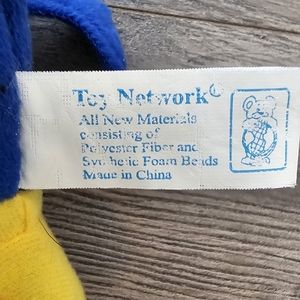 Toy Network©
All New Materials
consisting of
Polyester Fiber and
Synthetic Foam Beads
Made in China